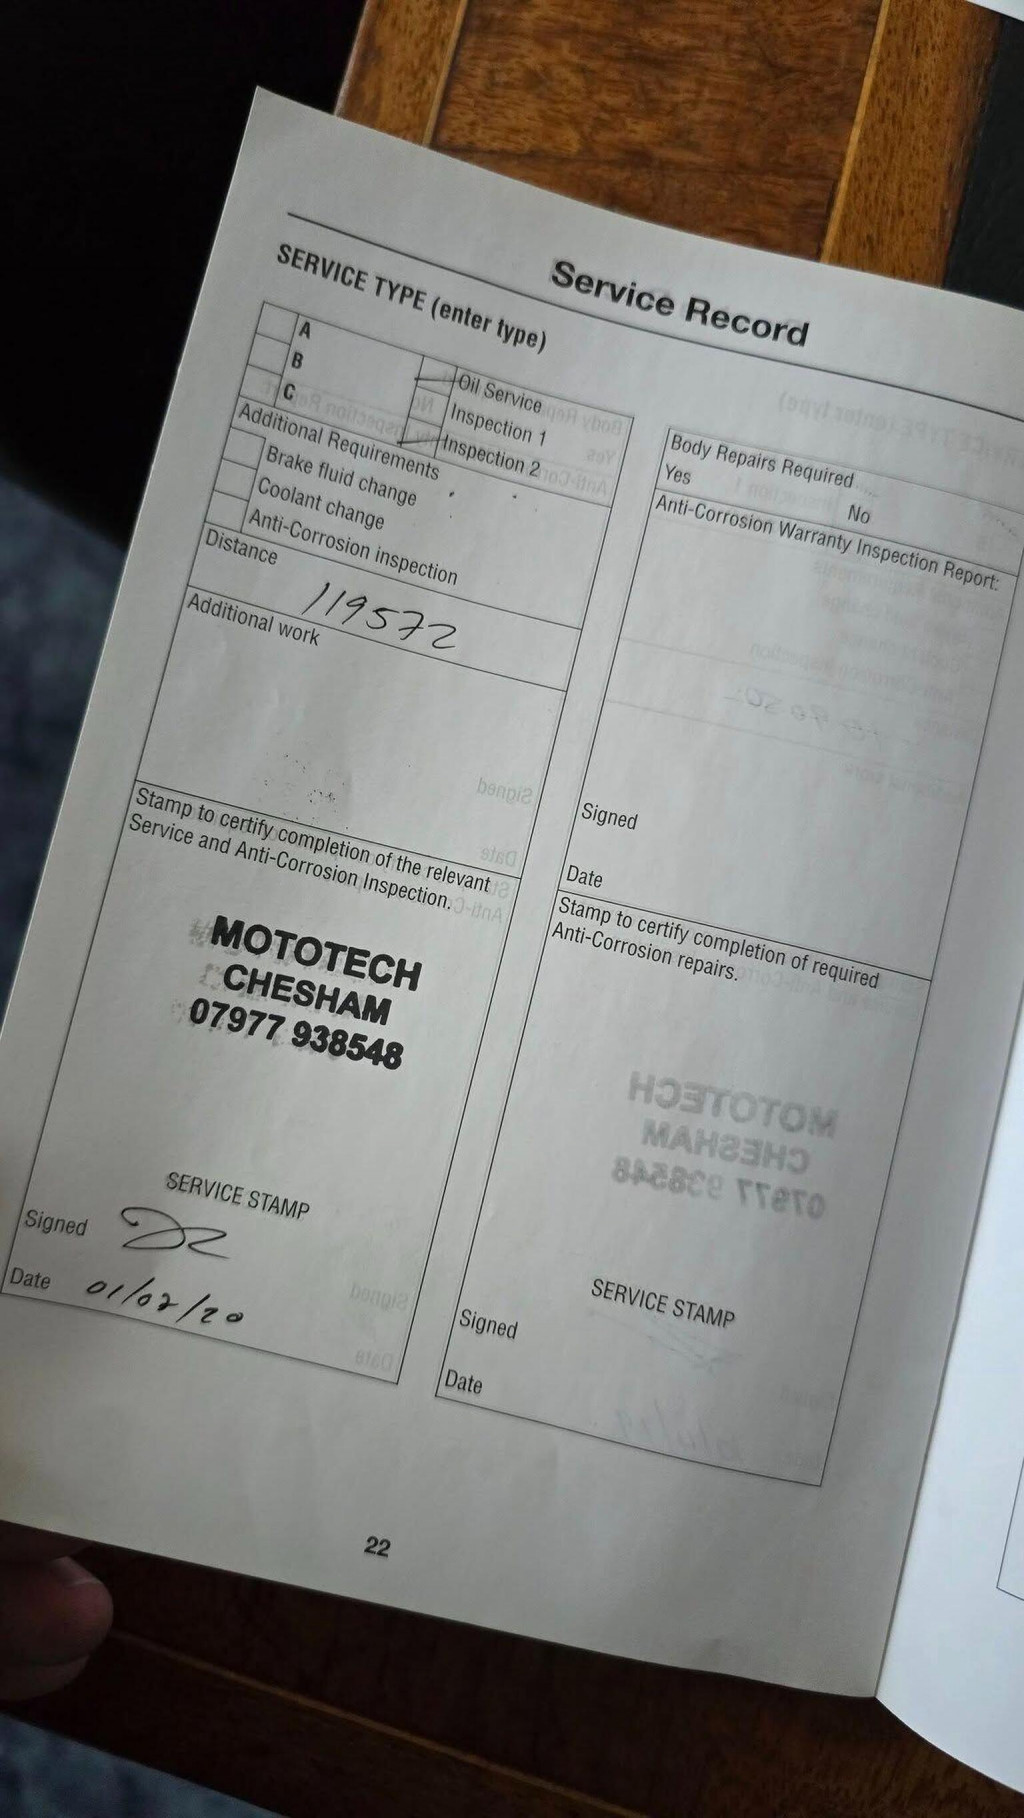 Service Record
SERVICE TYPE (enter type)
A
B
C
Oil Service
Inspection 1
Inspection 2
Additional Requirements
Brake fluid change
Coolant change
Anti-Corrosion inspection
Distance
119572
Additional work
Stamp to certify completion of the relevant
Service and Anti-Corrosion Inspection.
MOTOTECH
CHESHAM
07977 938548
SERVICE STAMP
Signed
Date 01/02/20
Body Repairs Required
Yes No
Anti-Corrosion Warranty Inspection Report:
Signed
Date
Stamp to certify completion of required
Anti-Corrosion repairs.
SERVICE STAMP
Signed
Date
22